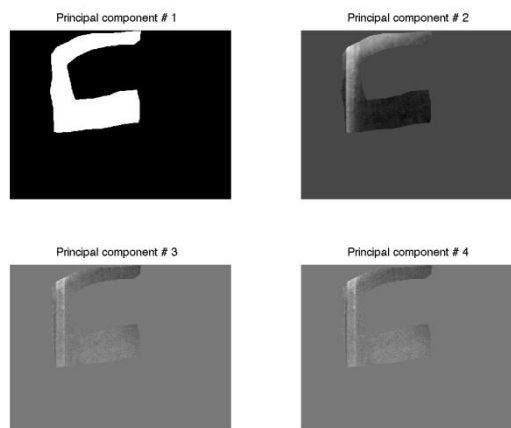 Principal component # 1
Principal component # 2
Principal component # 3
Principal component # 4